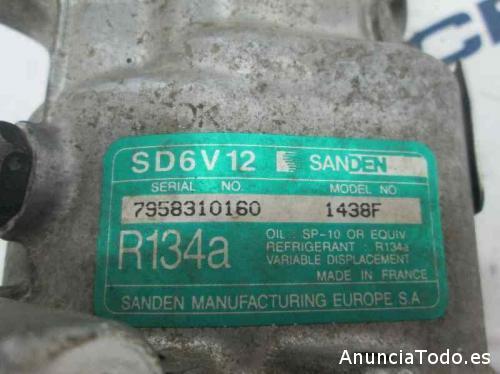 OK
SD6V12 SANDEN
SERIAL NO. MODEL NO
7958310160 1438F
R134a
OIL : SP-10 OR EQUIV
REFRIGERANT : R134a
VARIABLE DISPLACEMENT
MADE IN FRANCE
SANDEN MANUFACTURING EUROPE S.A
AnunciaTodo.es